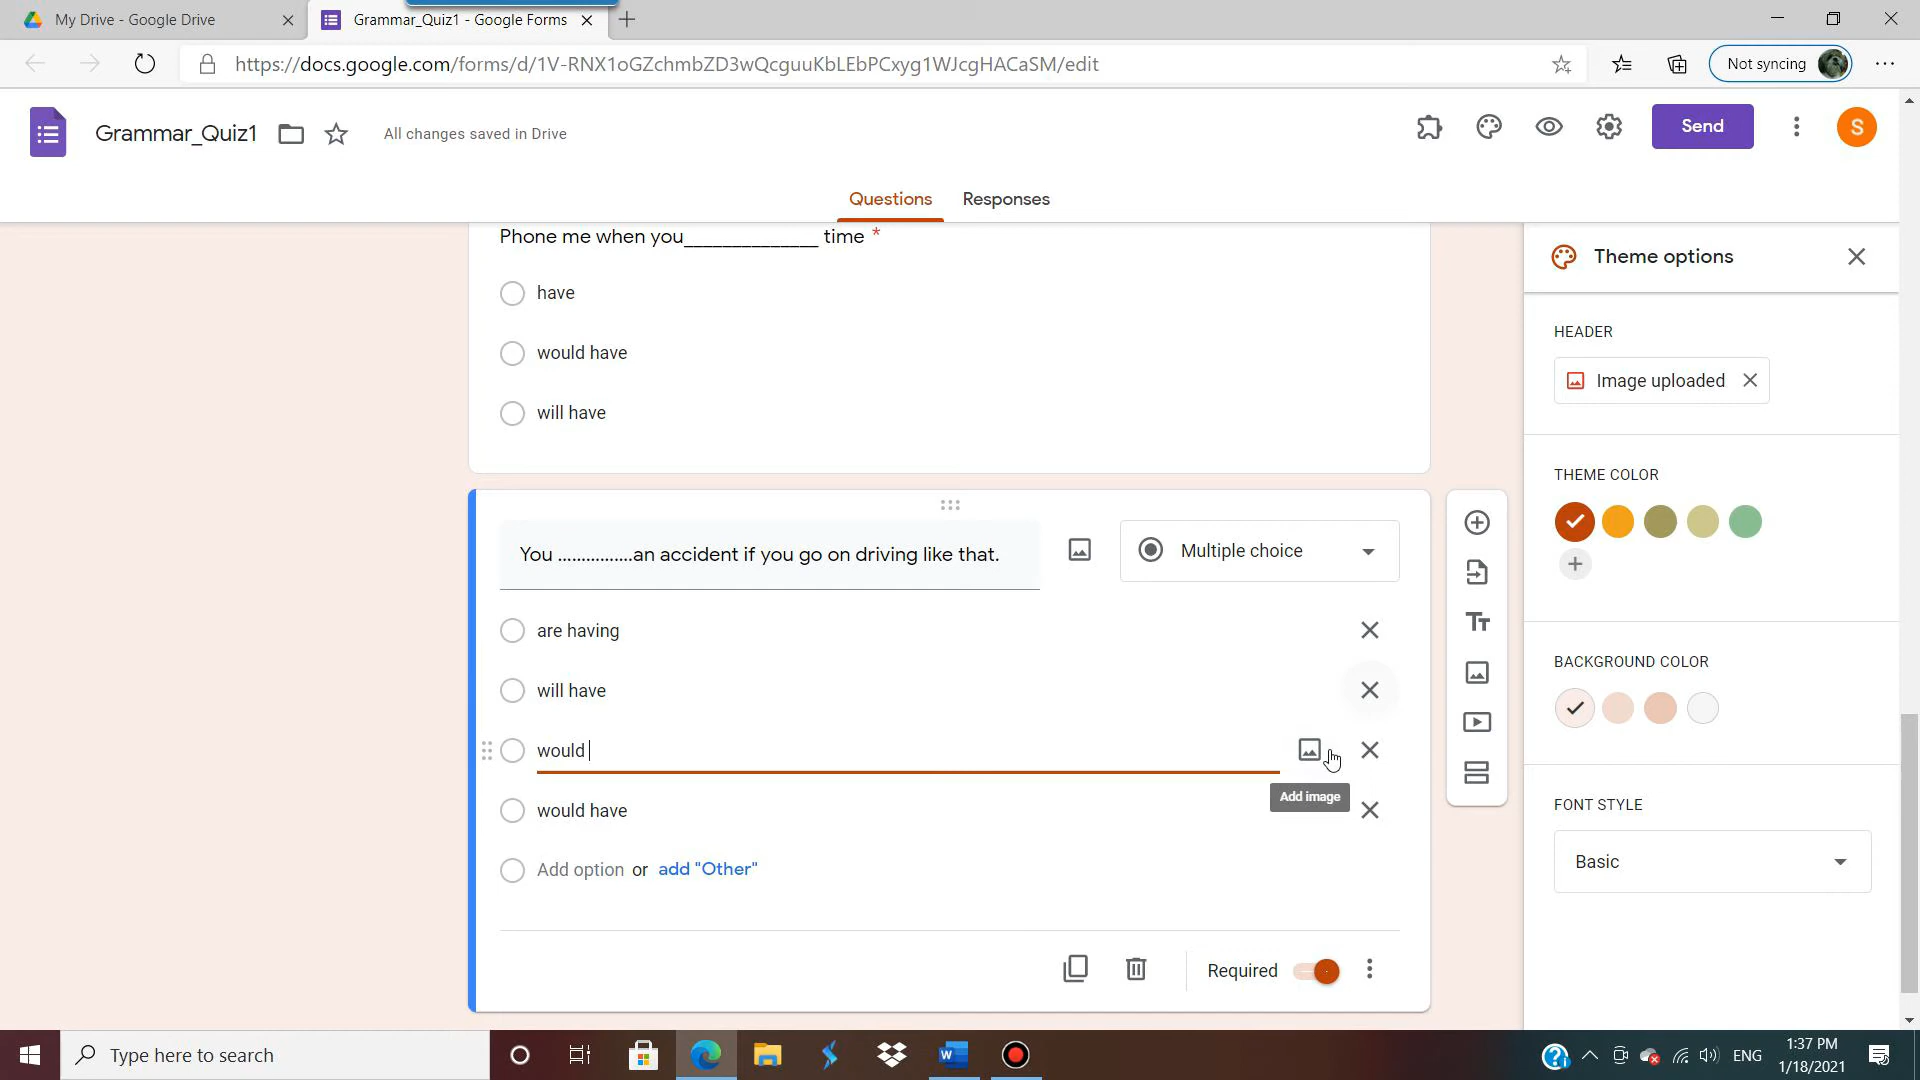 My Drive - Google Drive
Grammar_Quiz1 - Google Forms
https://docs.google.com/forms/d/1V-RNX1oGZchmbZD3wQcguuKbLEbPCxyg1WJcgHACaSM/edit
Not syncing
Grammar_Quiz1
All changes saved in Drive
Send
S
Questions
Responses
Phone me when you______________ time *
have
would have
will have
You ................an accident if you go on driving like that.
Multiple choice
are having
will have
would
Add image
would have
Add option or add "Other"
Required
Tt
Theme options
HEADER
Image uploaded
THEME COLOR
BACKGROUND COLOR
FONT STYLE
Basic
Type here to search
W
ENG
1:37 PM
1/18/2021